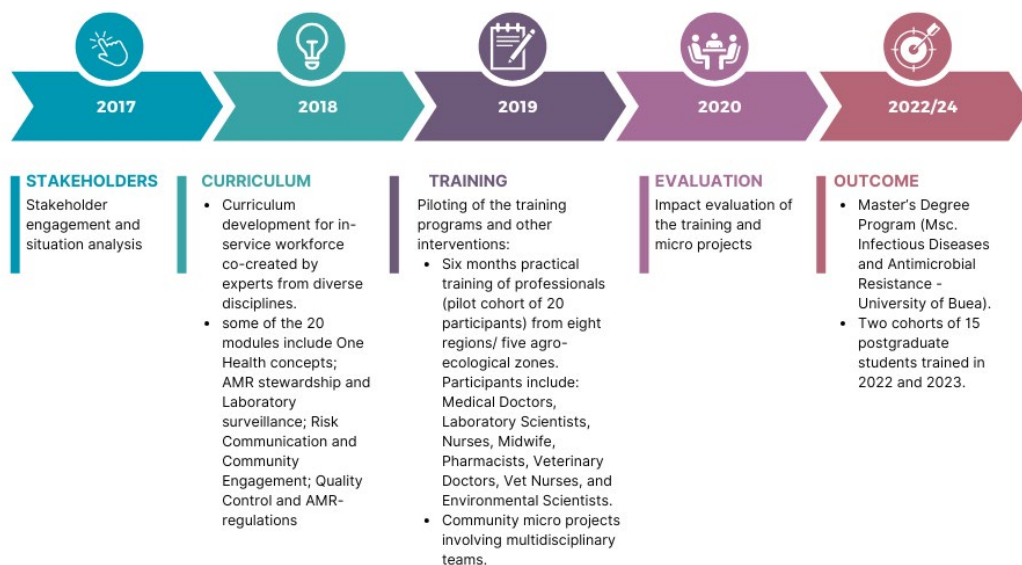 2017
2018
2019
2020
2022/24
STAKEHOLDERS
Stakeholder
engagement and
situation analysis
CURRICULUM
• Curriculum
development for in-
service workforce
co-created by
experts from diverse
disciplines.
• some of the 20
modules include One
Health concepts;
AMR stewardship and
Laboratory
surveillance; Risk
Communication and
Community
Engagement; Quality
Control and AMR-
regulations
TRAINING
Piloting of the training
programs and other
interventions:
• Six months practical
training of professionals
(pilot cohort of 20
participants) from eight
regions/ five agro-
ecological zones.
Participants include:
Medical Doctors,
Laboratory Scientists,
Nurses, Midwife,
Pharmacists, Veterinary
Doctors, Vet Nurses, and
Environmental Scientists.
• Community micro projects
involving multidisciplinary
teams.
EVALUATION
Impact evaluation of
the training and
micro projects
OUTCOME
• Master's Degree
Program (Msc.
Infectious Diseases
and Antimicrobial
Resistance -
University of Buea).
• Two cohorts of 15
postgraduate
students trained in
2022 and 2023.